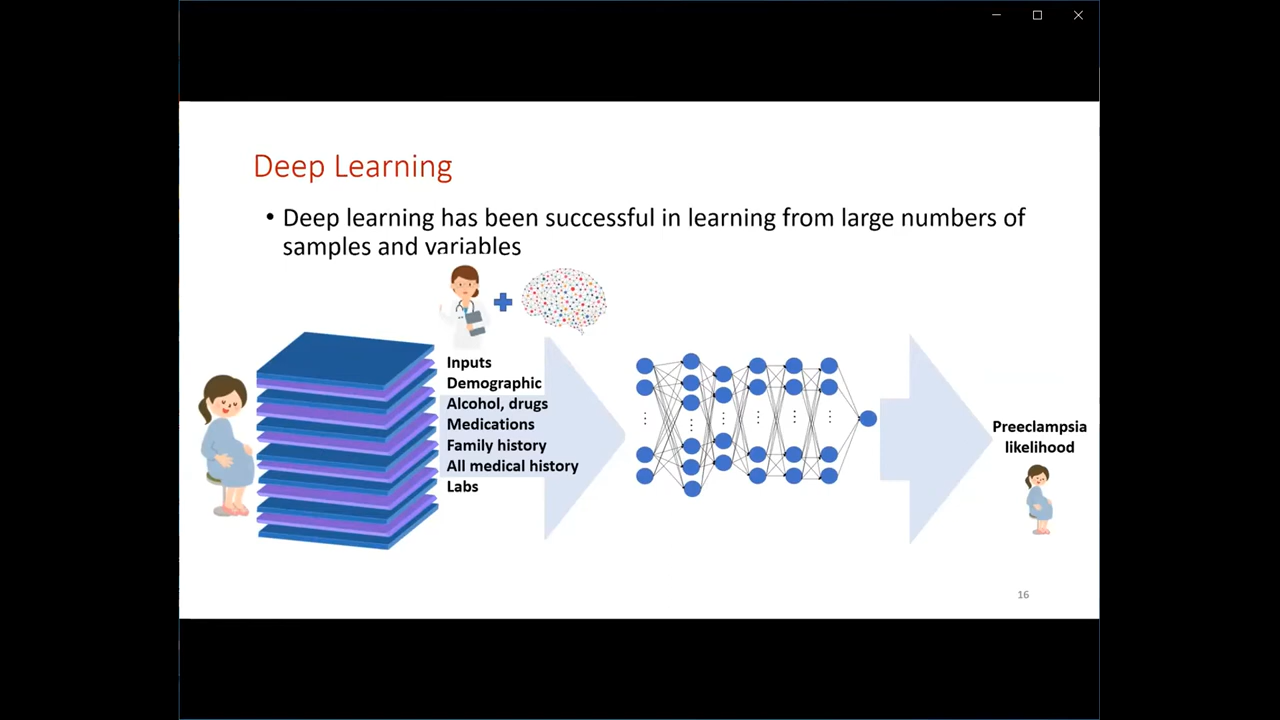 Deep Learning
• Deep learning has been successful in learning from large numbers of
samples and variables
Inputs
Demographic
Alcohol, drugs
Medications
Family history
All medical history
Labs
Preeclampsia
likelihood
16